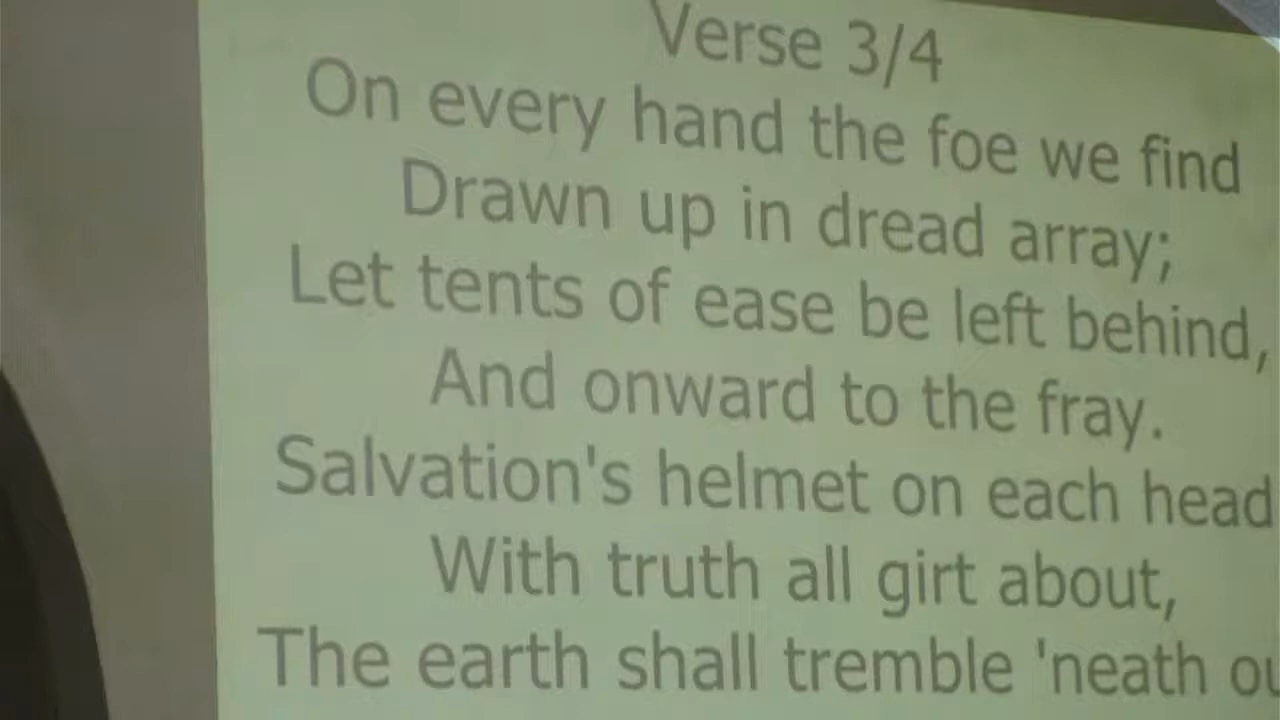 Verse 3/4
On every hand the foe we find
Drawn up in dread array;
Let tents of ease be left behind,
And onward to the fray.
Salvation's helmet on each head
With truth all girt about,
The earth shall tremble 'neath